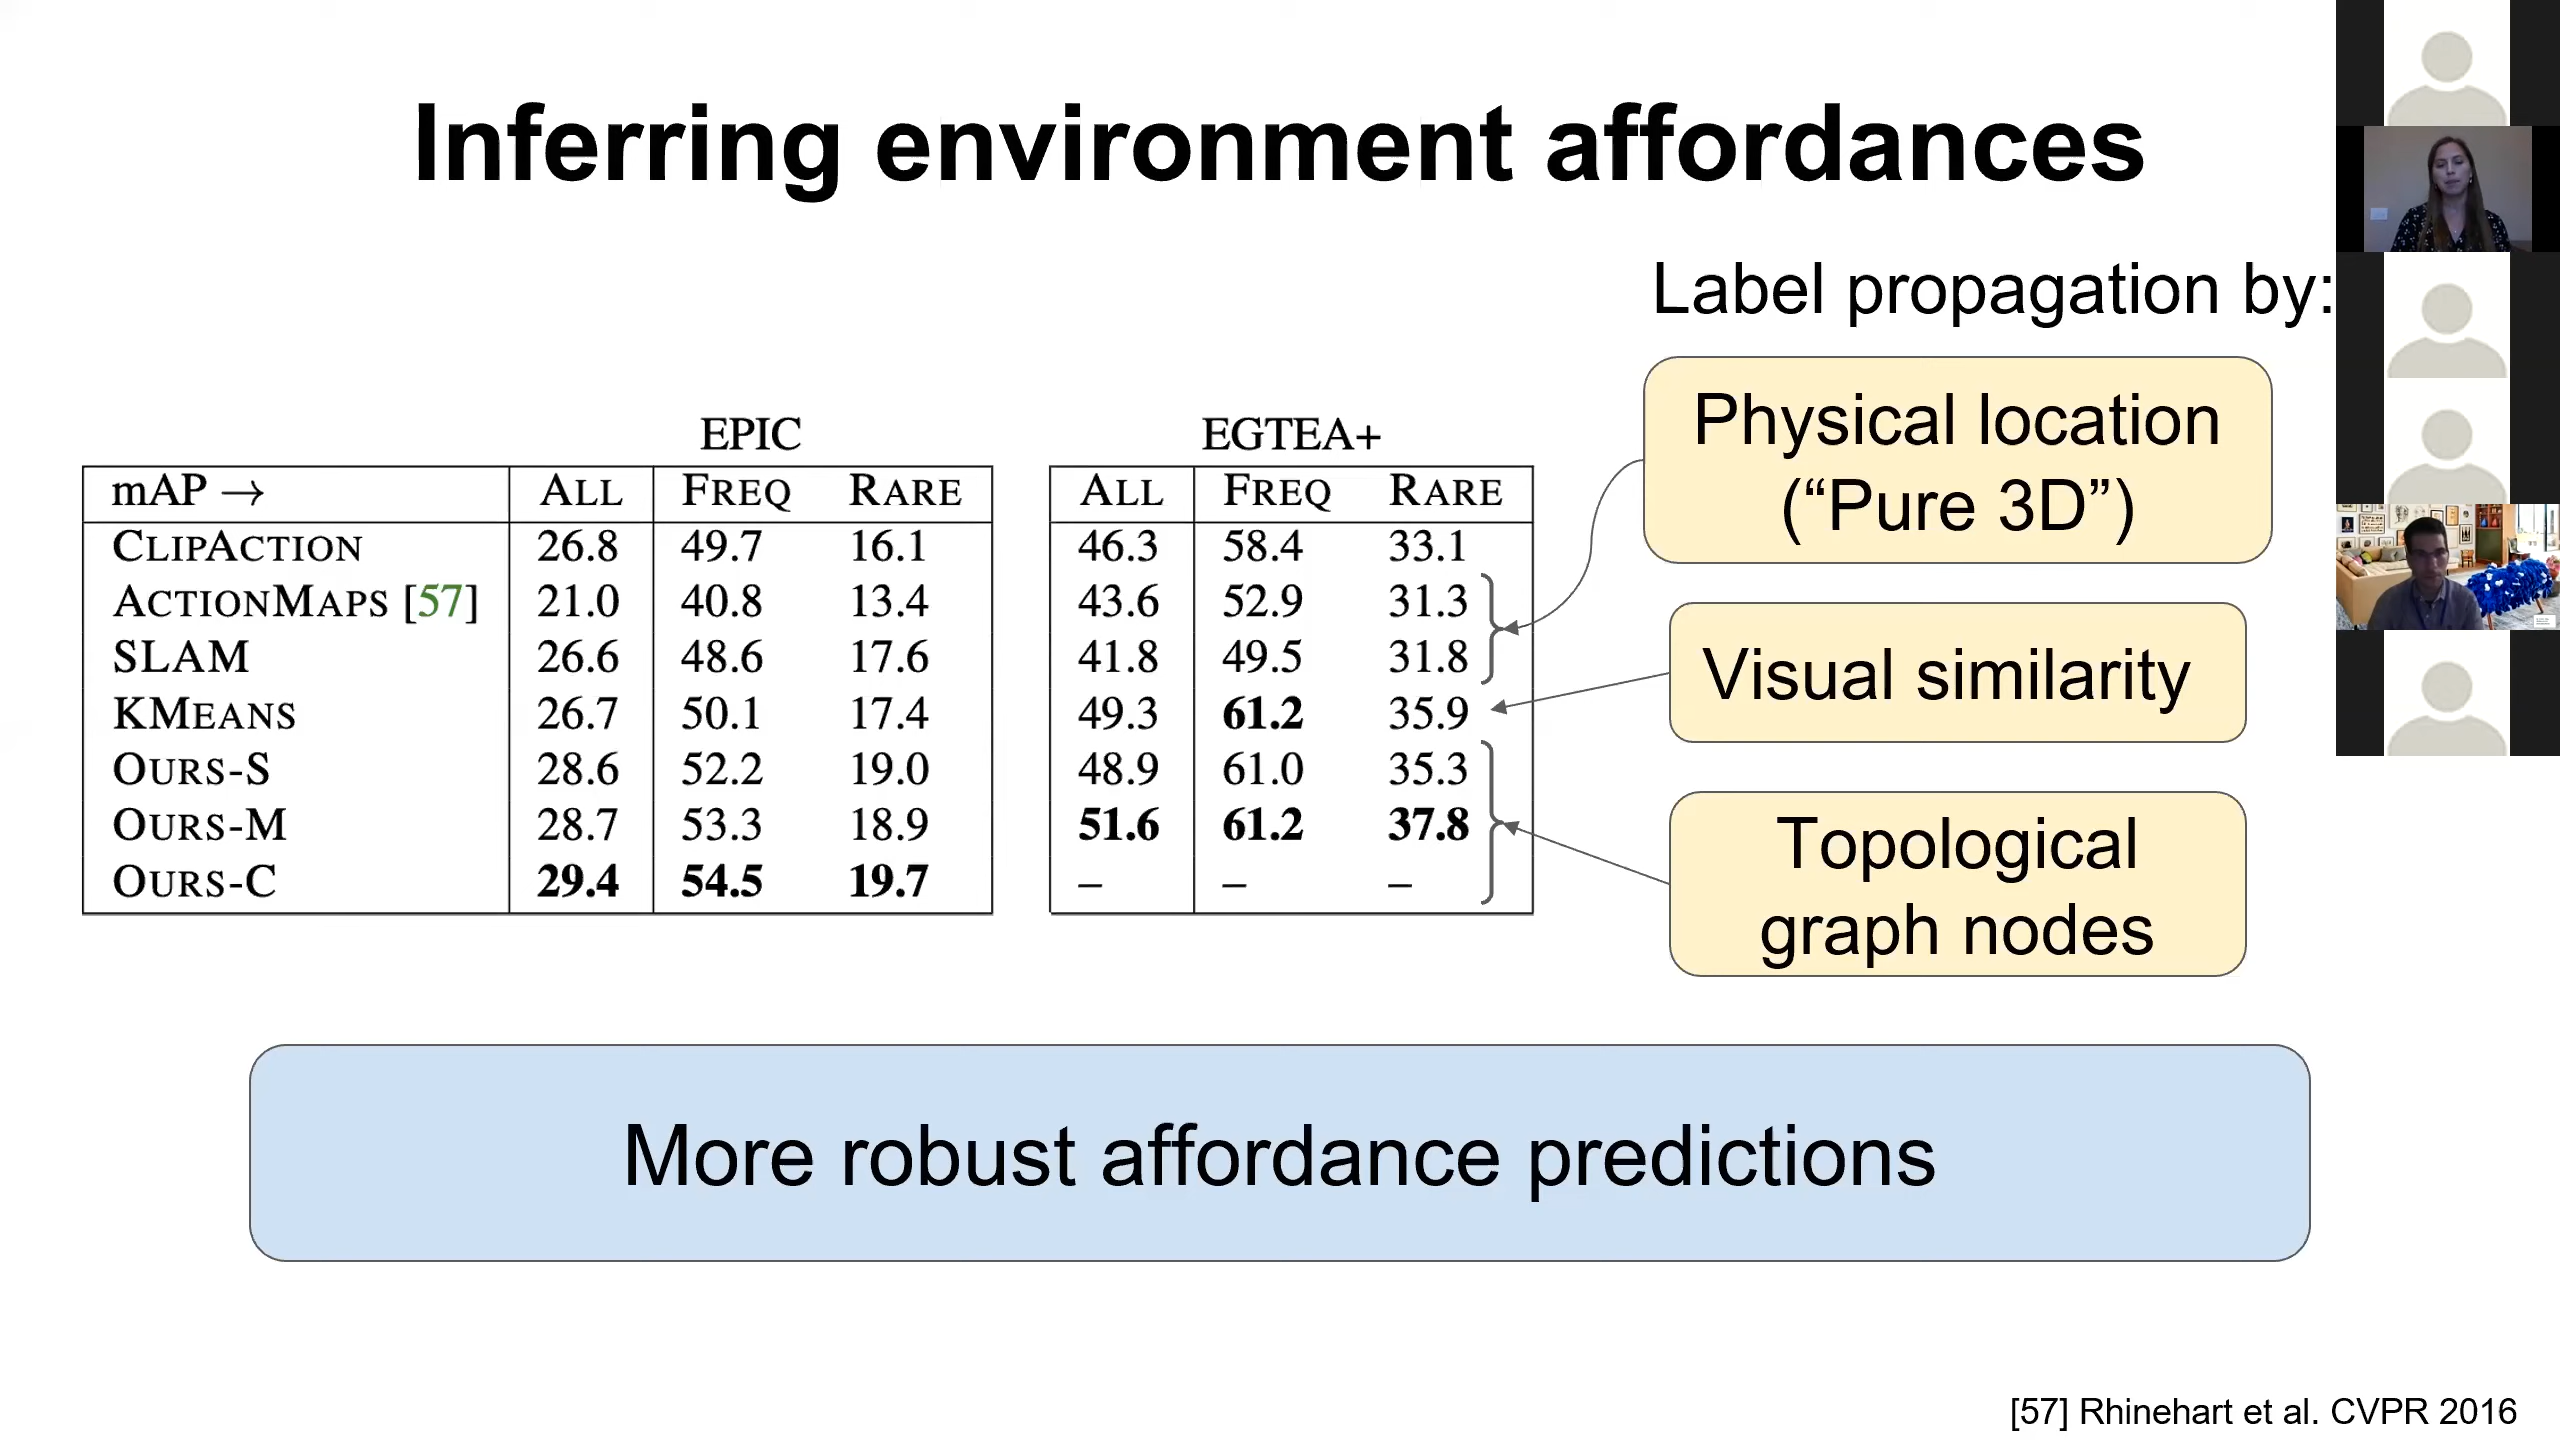 Inferring environment affordances
Label propagation by:
EPIC
mAP → ALL FREQ RARE
CLIPACTION 26.8 49.7 16.1
ACTIONMAPS [57] 21.0 40.8 13.4
SLAM 26.6 48.6 17.6
KMEANS 26.7 50.1 17.4
OURS-S 28.6 52.2 19.0
OURS-M 28.7 53.3 18.9
OURS-C 29.4 54.5 19.7
EGTEA+
ALL FREQ RARE
46.3 58.4 33.1
43.6 52.9 31.3
41.8 49.5 31.8
49.3 61.2 35.9
48.9 61.0 35.3
51.6 61.2 37.8
– – –
Physical location
(“Pure 3D”)
Visual similarity
Topological
graph nodes
More robust affordance predictions
[57] Rhinehart et al. CVPR 2016